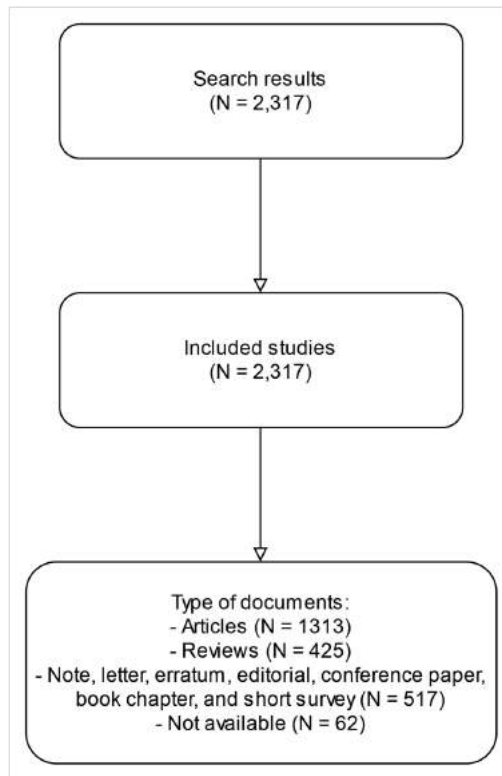 Search results
(N = 2,317)
Included studies
(N = 2,317)
Type of documents:
- Articles (N = 1313)
- Reviews (N = 425)
- Note, letter, erratum, editorial, conference paper,
book chapter, and short survey (N = 517)
- Not available (N = 62)